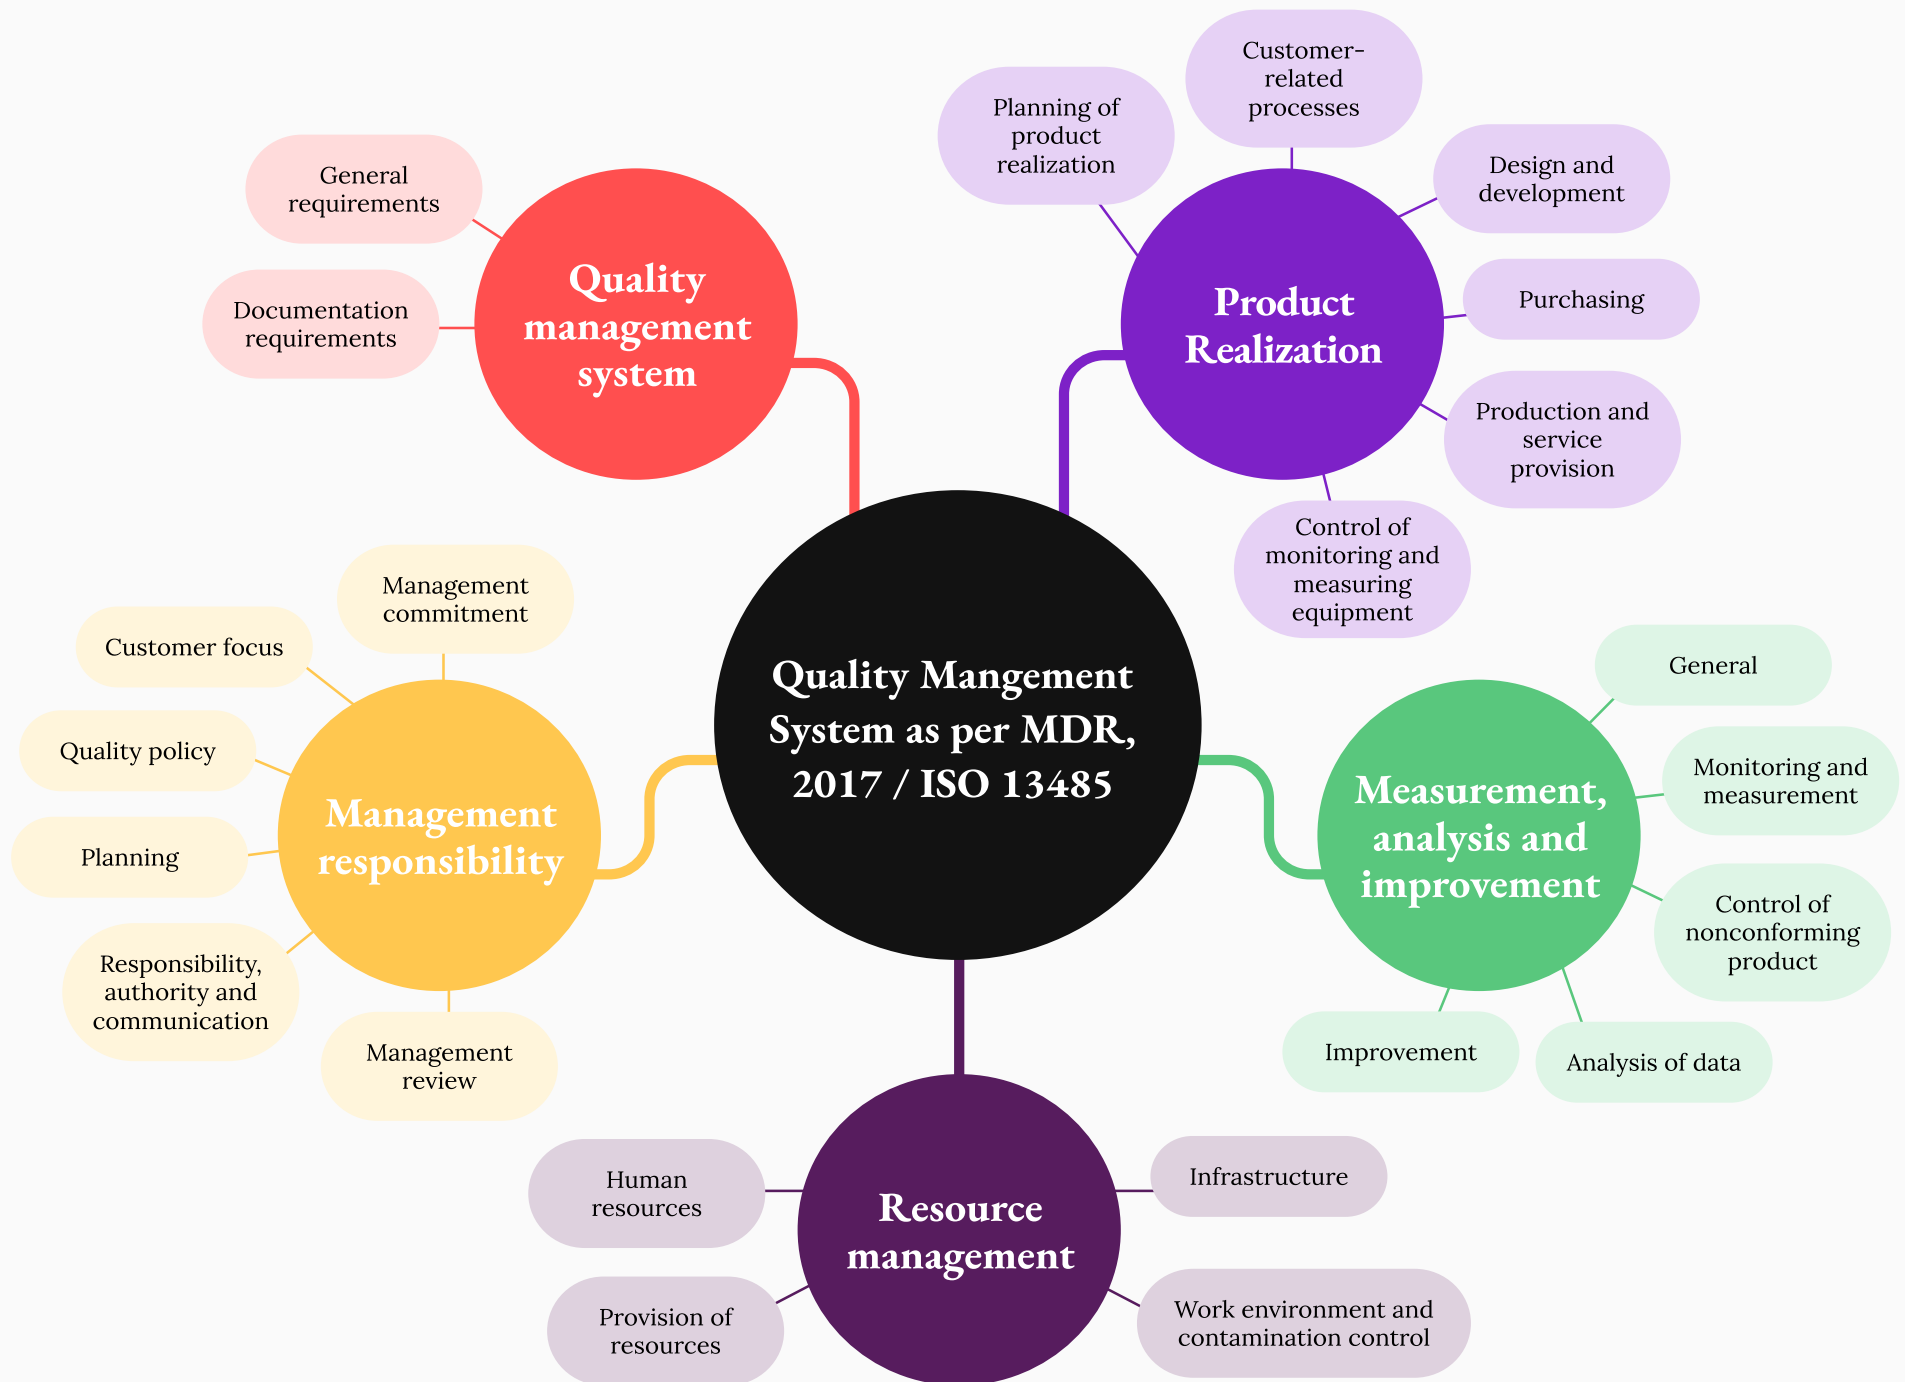 Quality Mangement
System as per MDR,
2017 / ISO 13485
Quality
management
system
General
requirements
Documentation
requirements
Product
Realization
Planning of
product
realization
Customer-
related
processes
Design and
development
Purchasing
Production and
service
provision
Control of
monitoring and
measuring
equipment
Management
responsibility
Management
commitment
Customer focus
Quality policy
Planning
Responsibility,
authority and
communication
Management
review
Measurement,
analysis and
improvement
General
Monitoring and
measurement
Control of
nonconforming
product
Analysis of data
Improvement
Resource
management
Human
resources
Provision of
resources
Infrastructure
Work environment and
contamination control